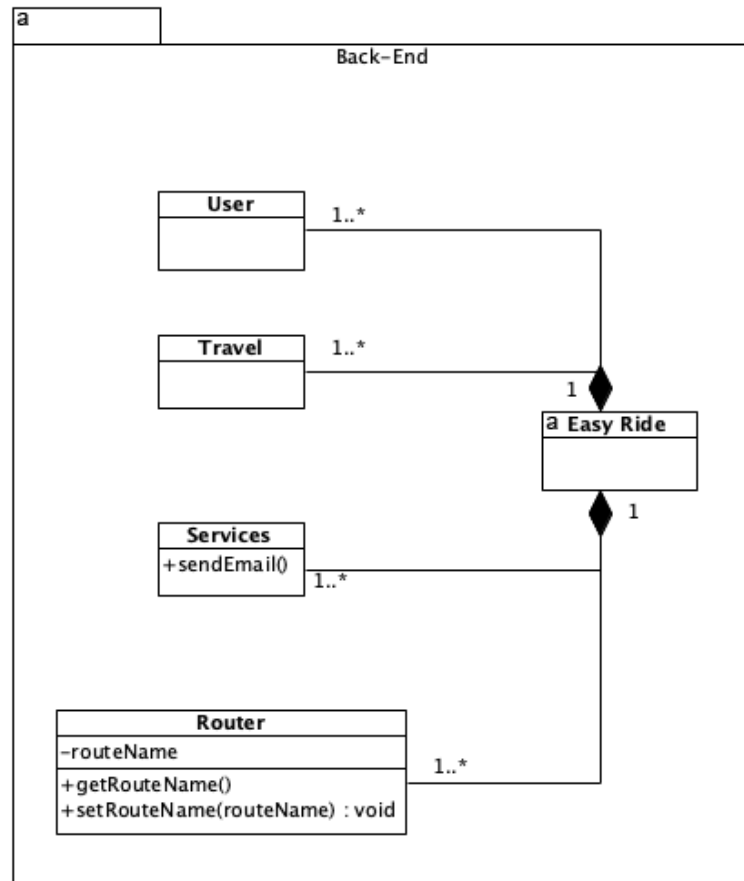 a
Back-End
User
1..*
Travel
1..*
1
a Easy Ride
1
Services
+sendEmail()
1..*
Router
-routeName
1..*
+getRouteName()
+setRouteName(routeName) : void